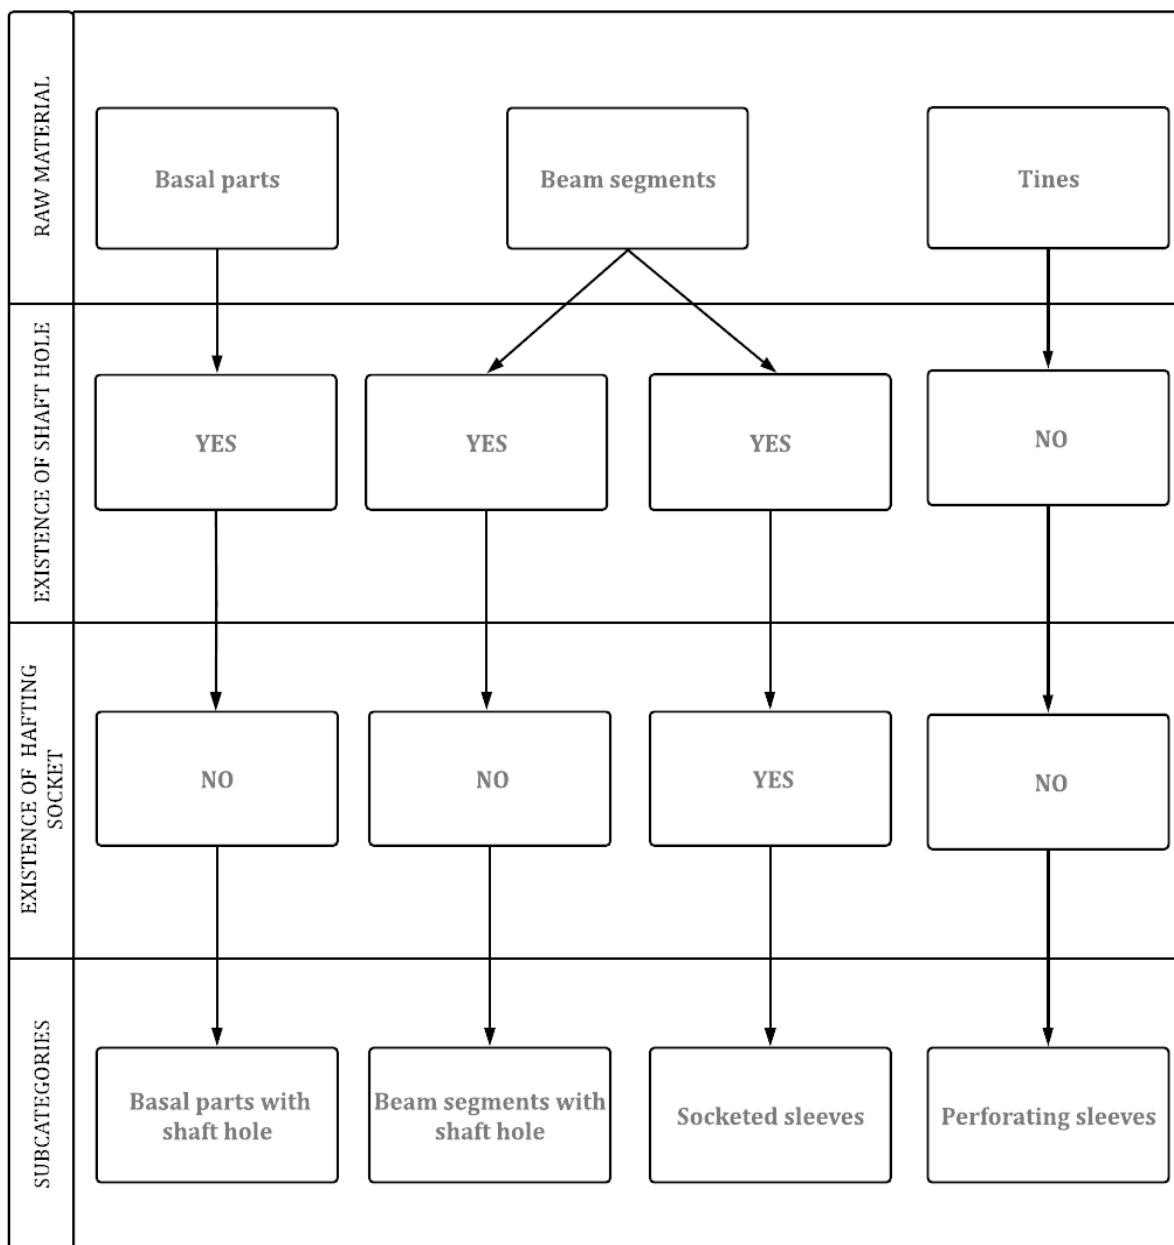 RAW MATERIAL
Basal parts
Beam segments
Tines
EXISTENCE OF SHAFT HOLE
YES
YES
YES
NO
EXISTENCE OF HAFTING
SOCKET
NO
NO
YES
NO
SUBCATEGORIES
Basal parts with
shaft hole
Beam segments with
shaft hole
Socketed sleeves
Perforating sleeves